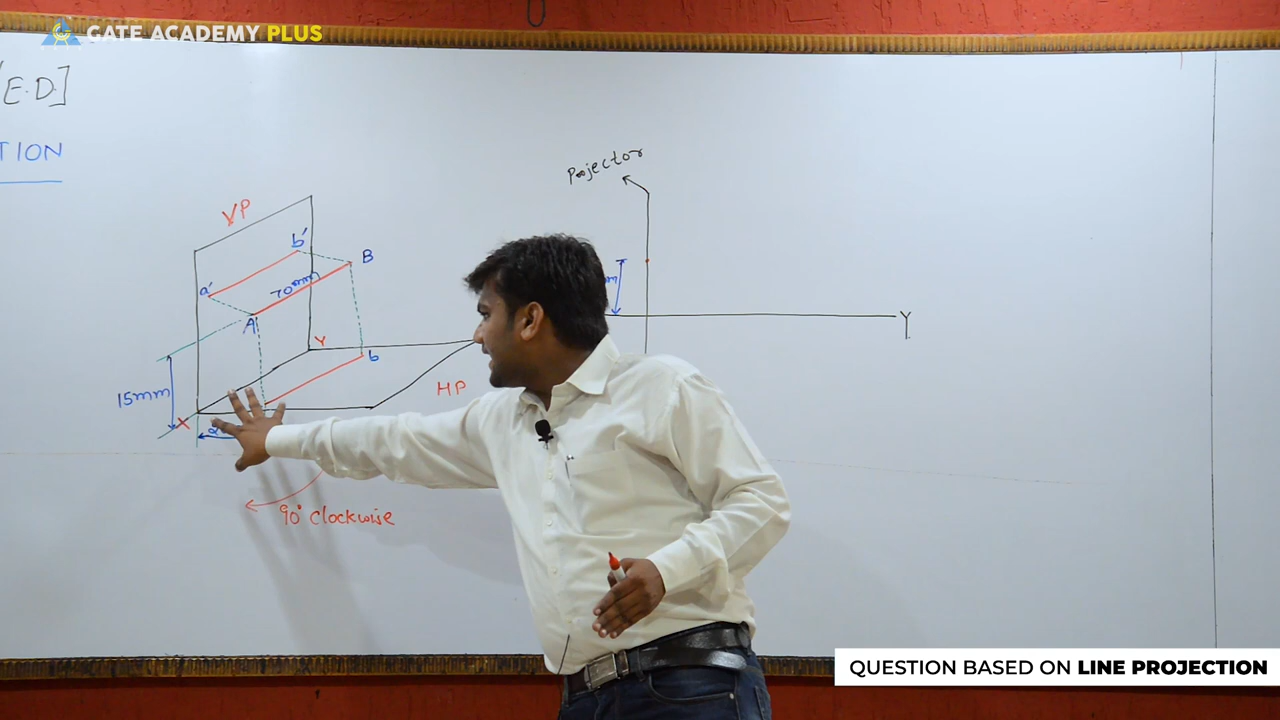 GATE ACADEMY PLUS
E.D.]
TION
Projector
VP
b'
B
a'
70mm
A
Y
b
15mm
X
HP
Y
90° clockwise
QUESTION BASED ON LINE PROJECTION